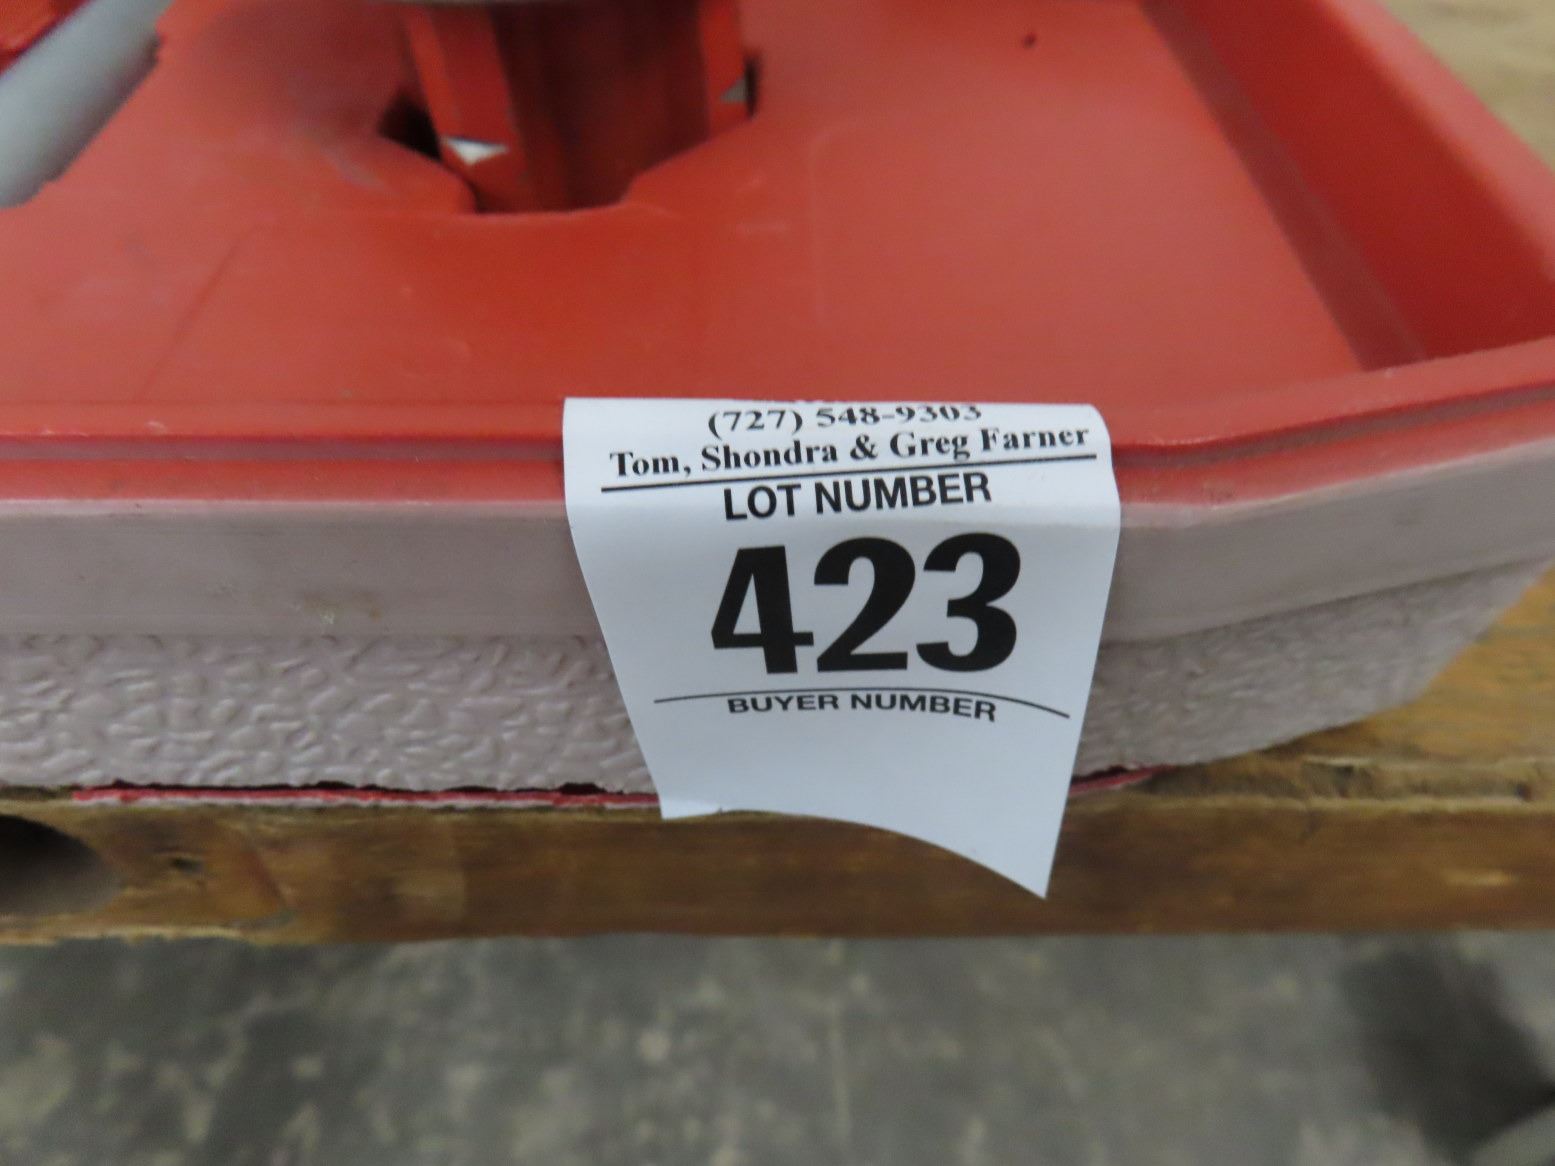 (727) 548-9303
Tom, Shondra & Greg Farner
LOT NUMBER
423
BUYER NUMBER